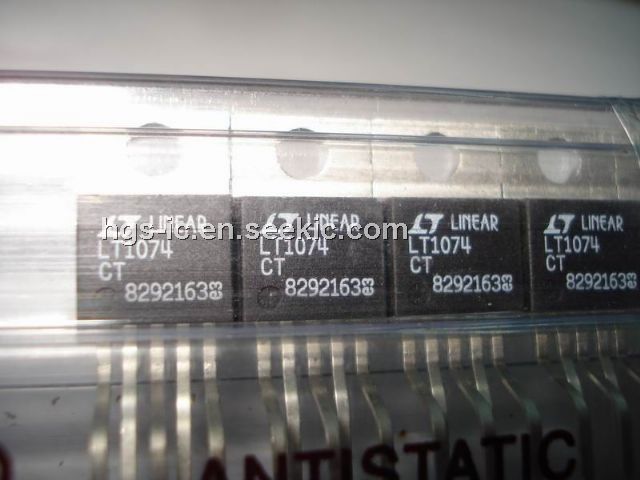 LINEAR LINEAR LINEAR LINEAR
LT1074 LT1074 LT1074 LT1074
CT CT CT CT
8292163 8292163 8292163 8292163
hgs-ic.en.seekic.com
ANTISTATIC